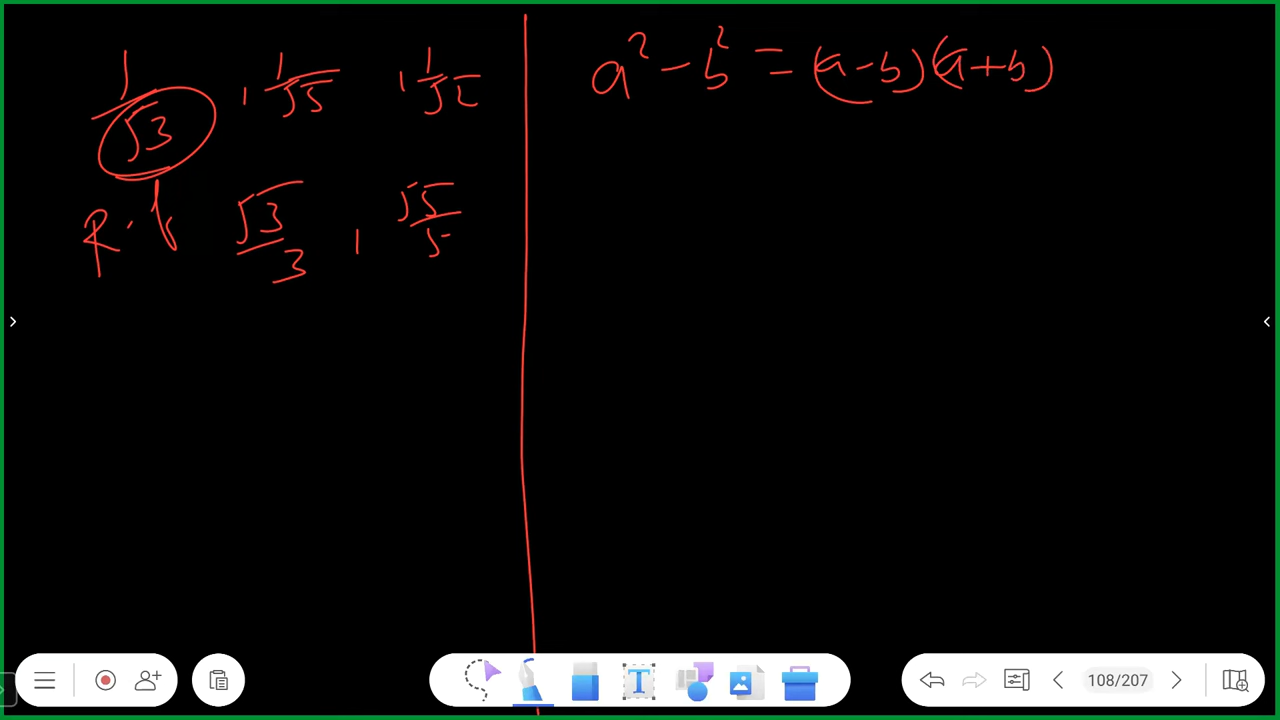 1/√3 , 1/√5 , 1/√2
√3/3 , √5/5
a² - b² = (a - b)(a + b)
T
108/207